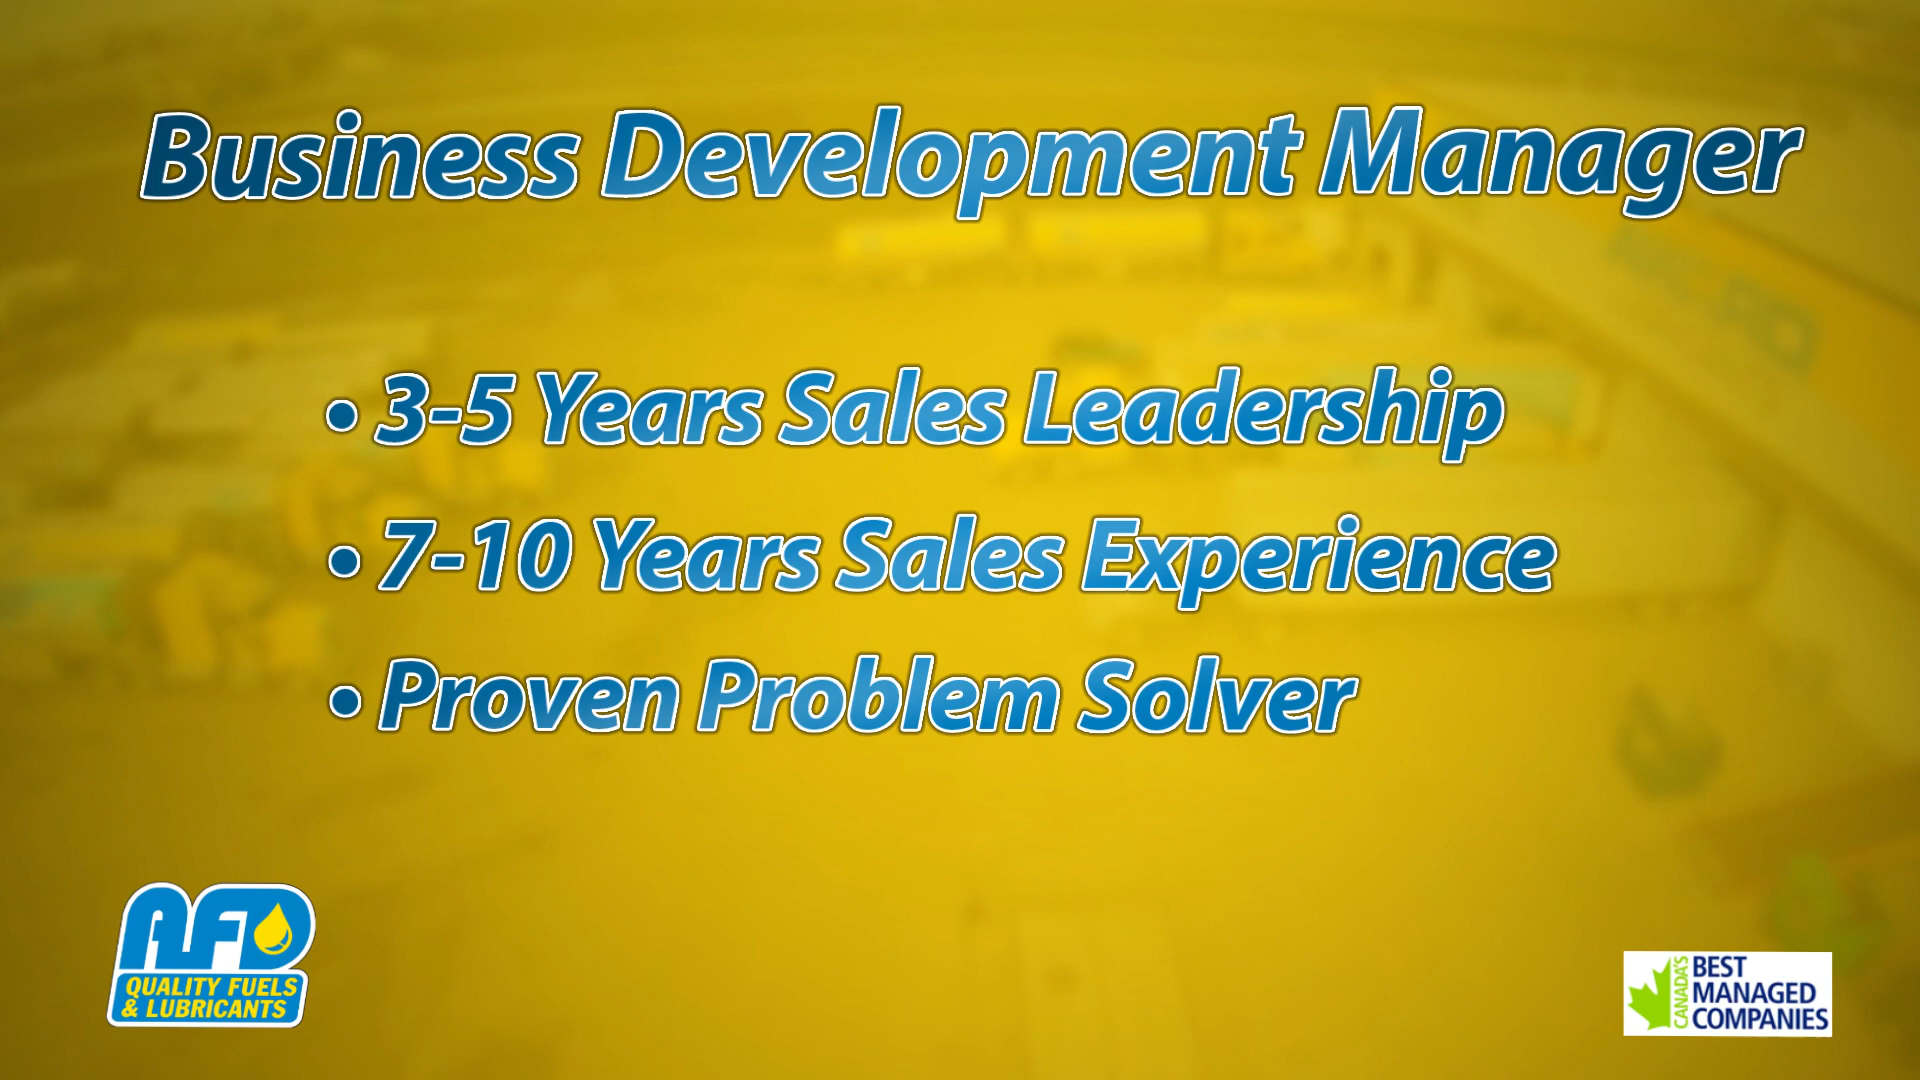 Business Development Manager
• 3-5 Years Sales Leadership
• 7-10 Years Sales Experience
• Proven Problem Solver
AFD
QUALITY FUELS
& LUBRICANTS
CANADA'S
BEST
MANAGED
COMPANIES